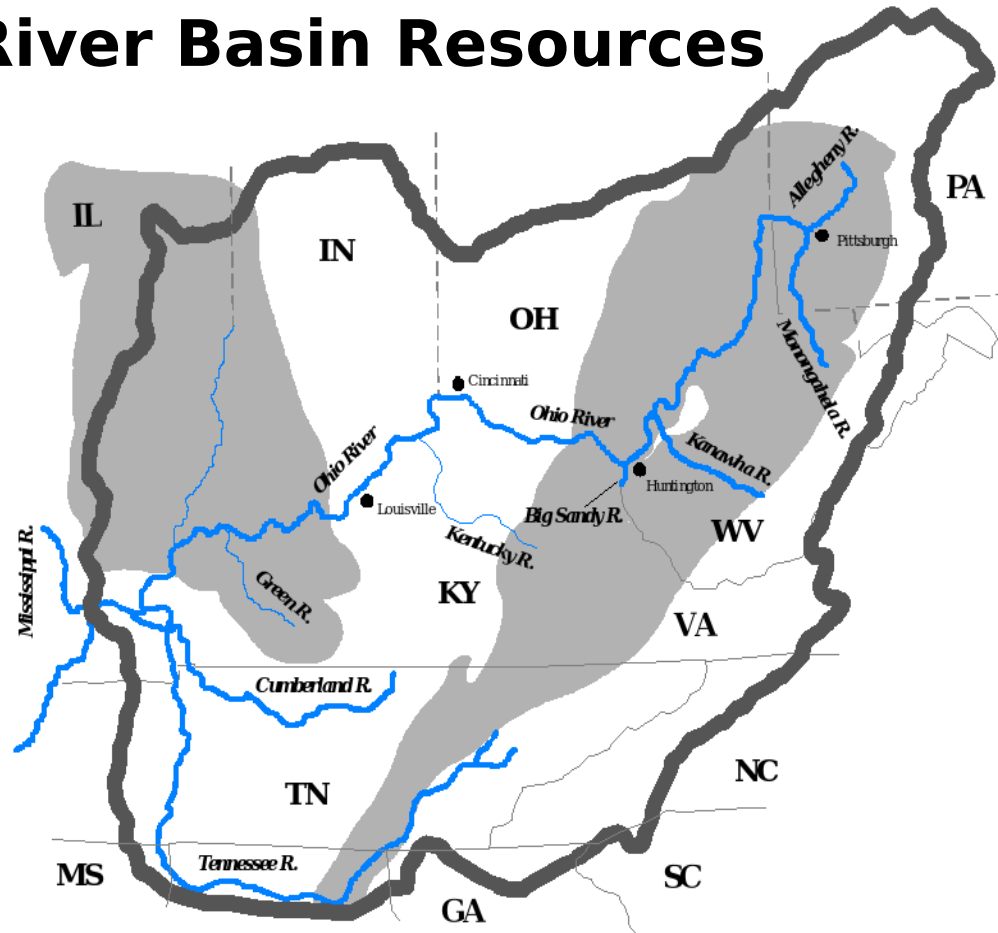 River Basin Resources
Allegheny R.
PA
IL
Pittsburgh
IN
OH
Monongahela R.
Cincinnati
Ohio River
Ohio River
Kanawha R.
Huntington
Louisville
Big Sandy R.
WV
Kentucky R.
Mississippi R.
Green R.
KY
VA
Cumberland R.
NC
TN
Tennessee R.
MS
SC
GA